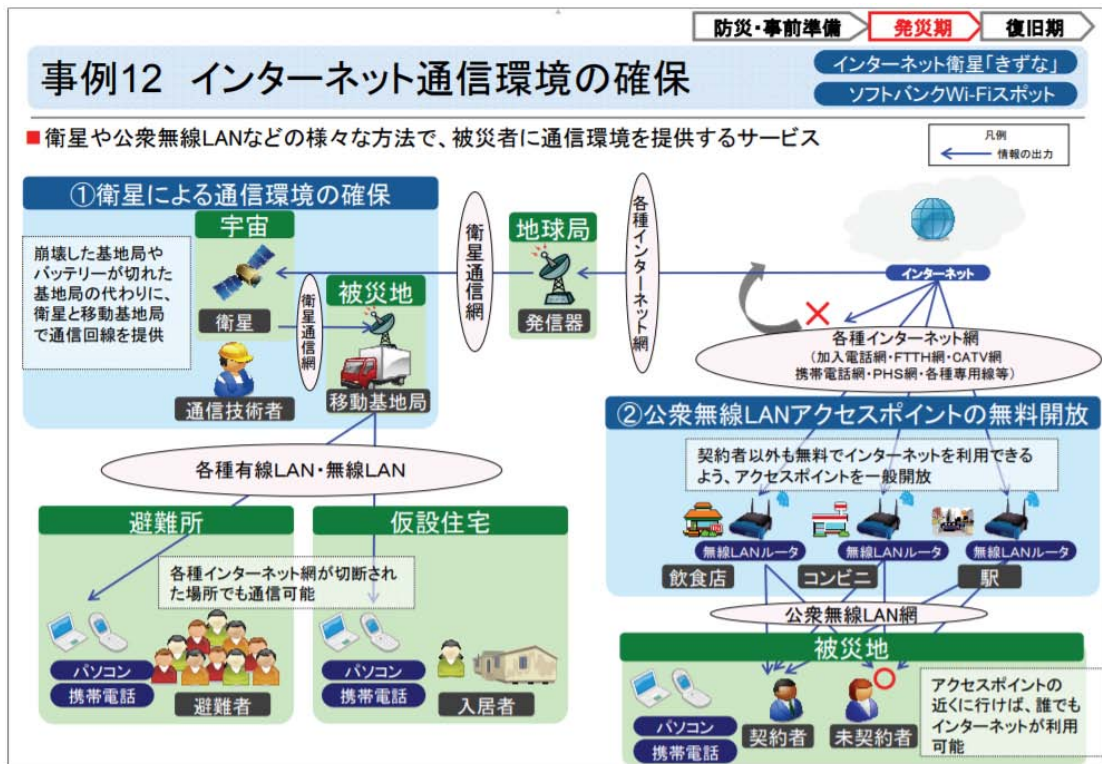 防災・事前準備
発災期
復旧期
事例12 インターネット通信環境の確保
インターネット衛星「きずな」
ソフトバンクWi-Fiスポット
■衛星や公衆無線LANなどの様々な方法で、被災者に通信環境を提供するサービス
凡例
情報の出力
①衛星による通信環境の確保
宇宙
崩壊した基地局や
バッテリーが切れた
基地局の代わりに、
衛星と移動基地局
で通信回線を提供
衛星
衛星通信網
被災地
通信技術者
移動基地局
衛星通信網
地球局
発信器
各種インターネット網
インターネット
各種インターネット網
(加入電話網・FTTH網・CATV網
携帯電話網・PHS網・各種専用線等)
各種有線LAN・無線LAN
避難所
仮設住宅
各種インターネット網が切断され
た場所でも通信可能
パソコン
携帯電話
避難者
パソコン
携帯電話
入居者
②公衆無線LANアクセスポイントの無料開放
契約者以外も無料でインターネットを利用できる
よう、アクセスポイントを一般開放
無線LANルータ
無線LANルータ
無線LANルータ
飲食店
コンビニ
駅
公衆無線LAN網
被災地
パソコン
携帯電話
契約者
未契約者
アクセスポイントの
近くに行けば、誰でも
インターネットが利用
可能